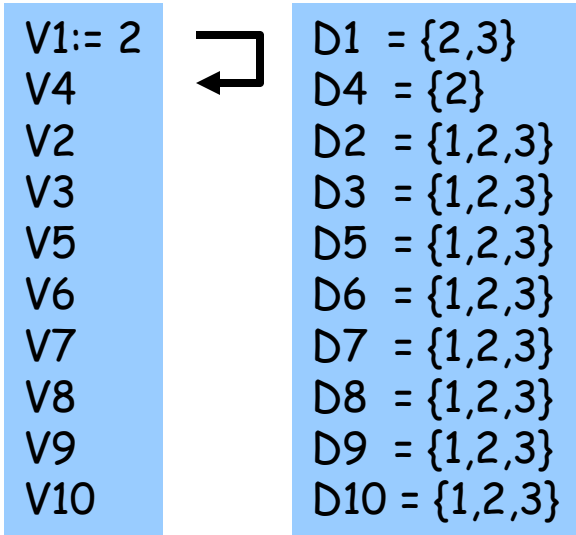 V1:= 2 D1 = {2,3}
V4 D4 = {2}
V2 D2 = {1,2,3}
V3 D3 = {1,2,3}
V5 D5 = {1,2,3}
V6 D6 = {1,2,3}
V7 D7 = {1,2,3}
V8 D8 = {1,2,3}
V9 D9 = {1,2,3}
V10 D10 = {1,2,3}